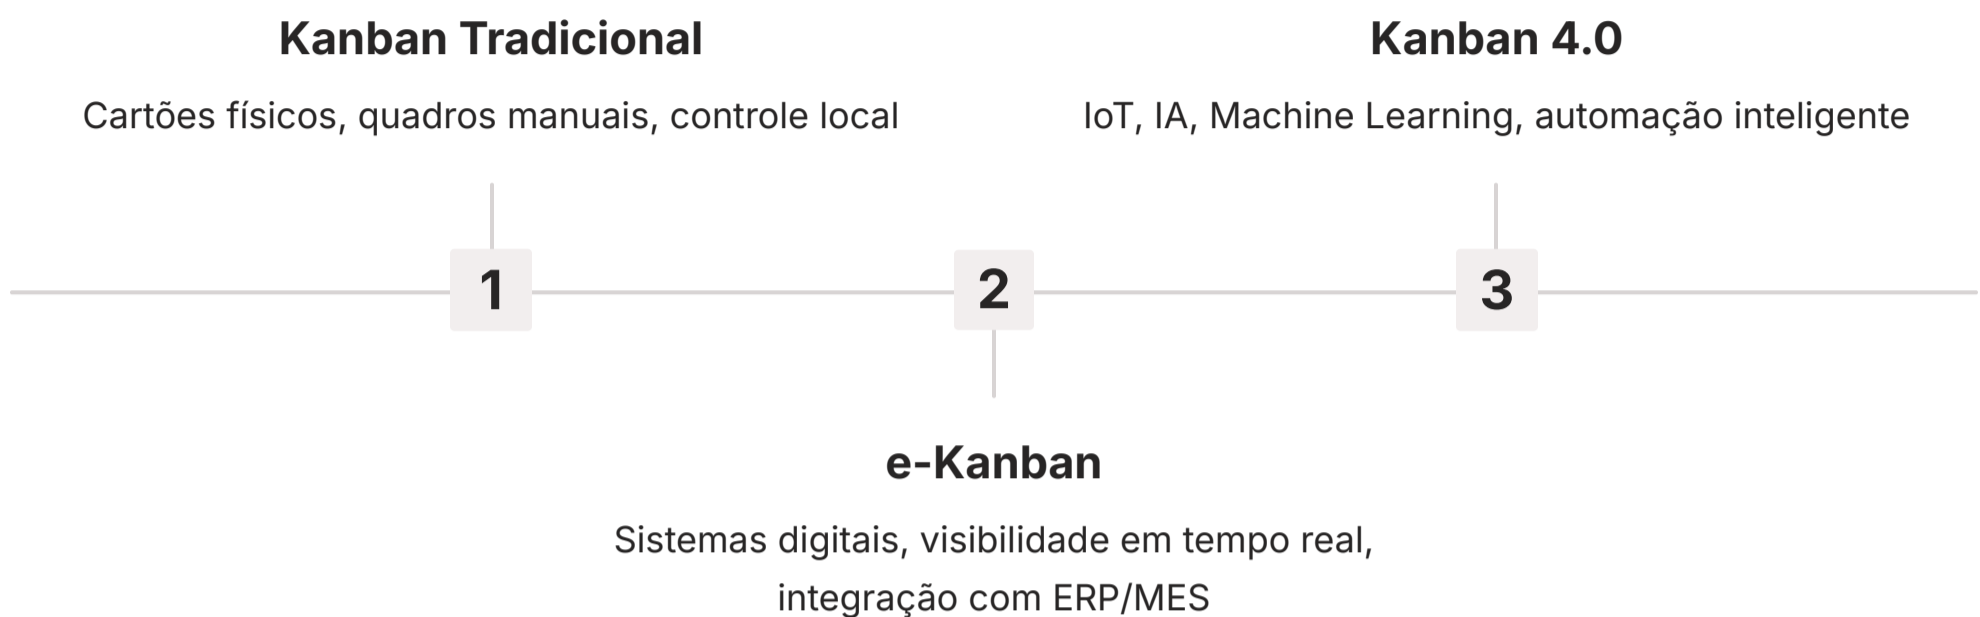 Kanban Tradicional
Cartões físicos, quadros manuais, controle local
1
2
e-Kanban
Sistemas digitais, visibilidade em tempo real,
integração com ERP/MES
Kanban 4.0
IoT, IA, Machine Learning, automação inteligente
3